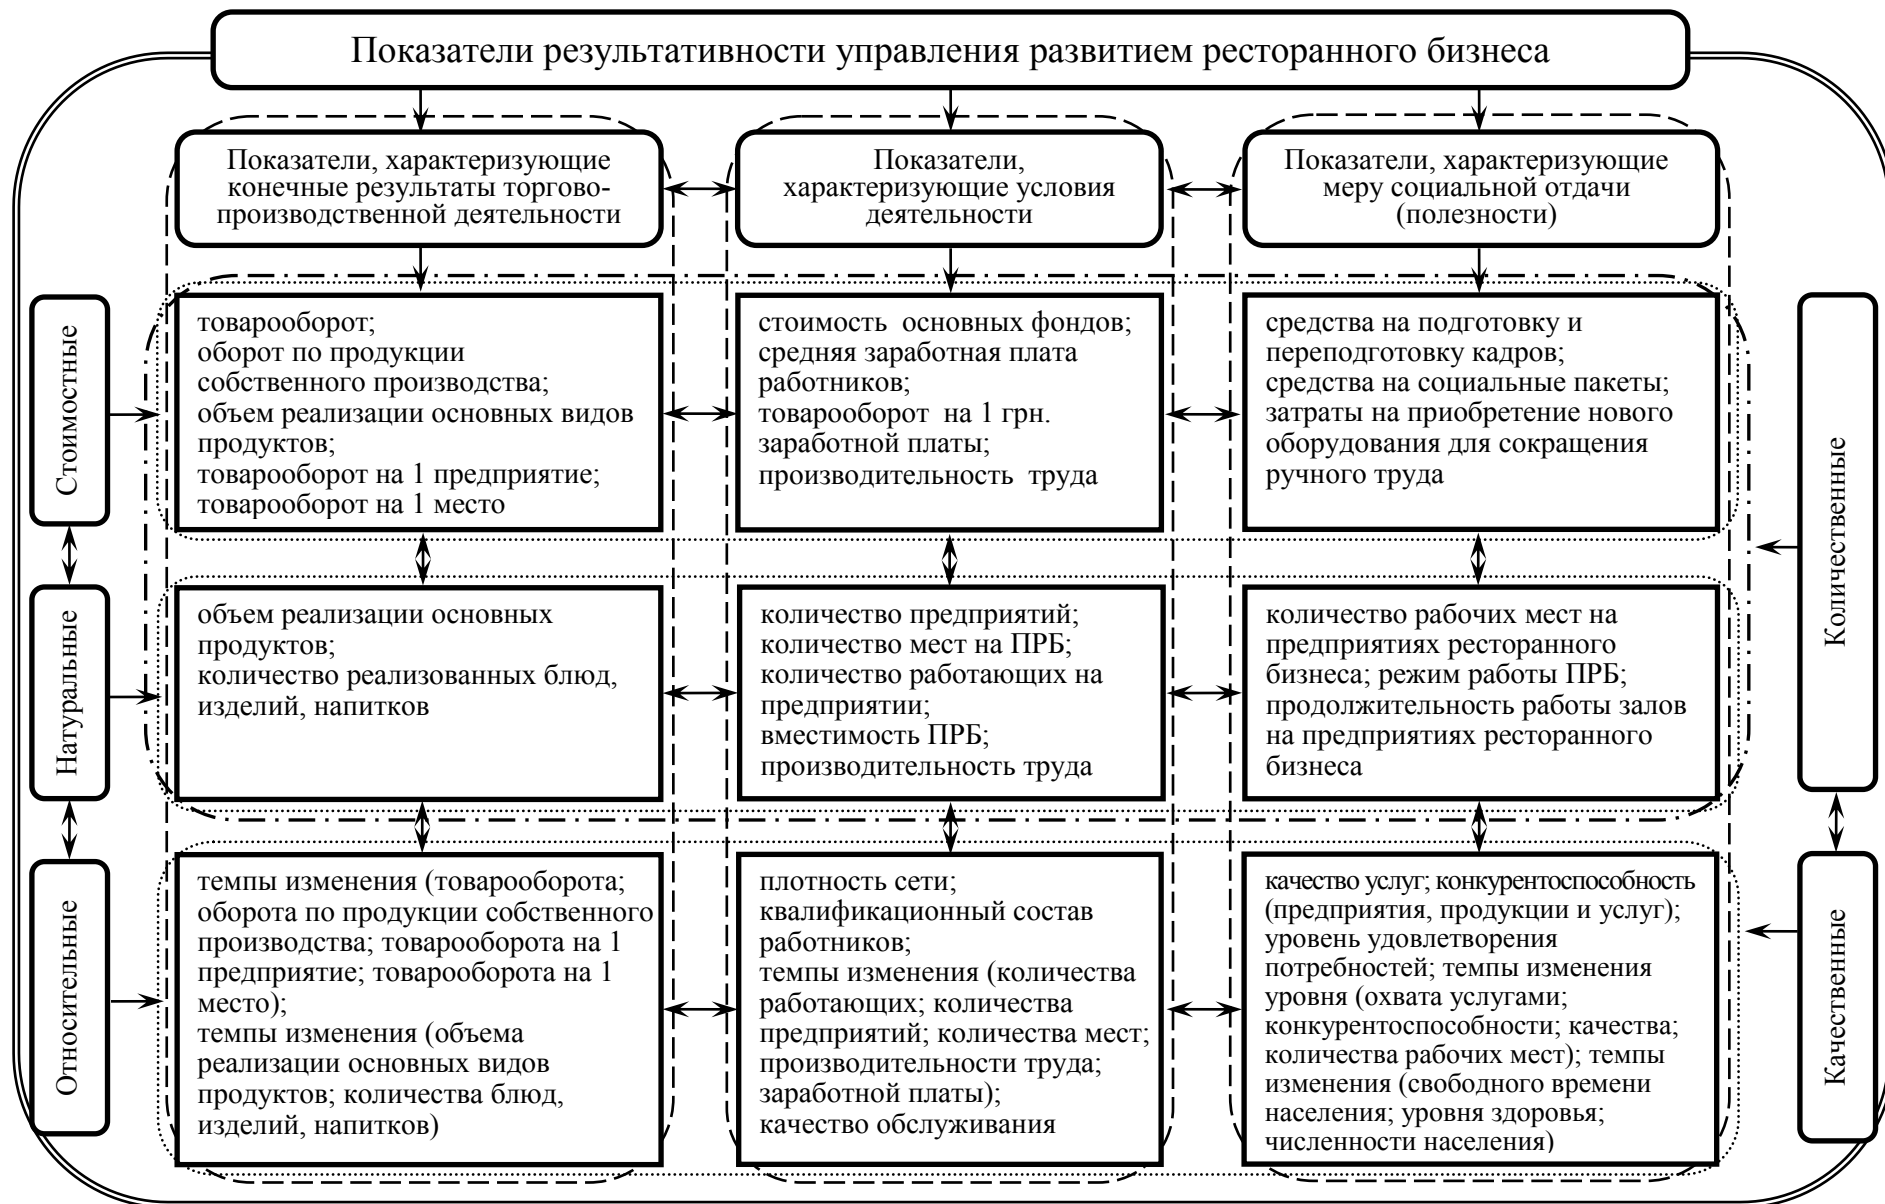 Показатели результативности управления развитием ресторанного бизнеса
Показатели, характеризующие
конечные результаты торгово-
производственной деятельности
Показатели,
характеризующие условия
деятельности
Показатели, характеризующие
меру социальной отдачи
(полезности)
Стоимостные
товарооборот;
оборот по продукции
собственного производства;
объем реализации основных видов
продуктов;
товарооборот на 1 предприятие;
товарооборот на 1 место
стоимость основных фондов;
средняя заработная плата
работников;
товарооборот на 1 грн.
заработной платы;
производительность труда
средства на подготовку и
переподготовку кадров;
средства на социальные пакеты;
затраты на приобретение нового
оборудования для сокращения
ручного труда
Количественные
Натуральные
объем реализации основных
продуктов;
количество реализованных блюд,
изделий, напитков
количество предприятий;
количество мест на ПРБ;
количество работающих на
предприятии;
вместимость ПРБ;
производительность труда
количество рабочих мест на
предприятиях ресторанного
бизнеса; режим работы ПРБ;
продолжительность работы залов
на предприятиях ресторанного
бизнеса
Относительные
темпы изменения (товарооборота;
оборота по продукции собственного
производства; товарооборота на 1
предприятие; товарооборота на 1
место);
темпы изменения (объема
реализации основных видов
продуктов; количества блюд,
изделий, напитков)
плотность сети;
квалификационный состав
работников;
темпы изменения (количества
работающих; количества
предприятий; количества мест;
производительности труда;
заработной платы);
качество обслуживания
качество услуг; конкурентоспособность
(предприятия, продукции и услуг);
уровень удовлетворения
потребностей; темпы изменения
уровня (охвата услугами;
конкурентоспособности; качества;
количества рабочих мест); темпы
изменения (свободного времени
населения; уровня здоровья;
численности населения)
Качественные